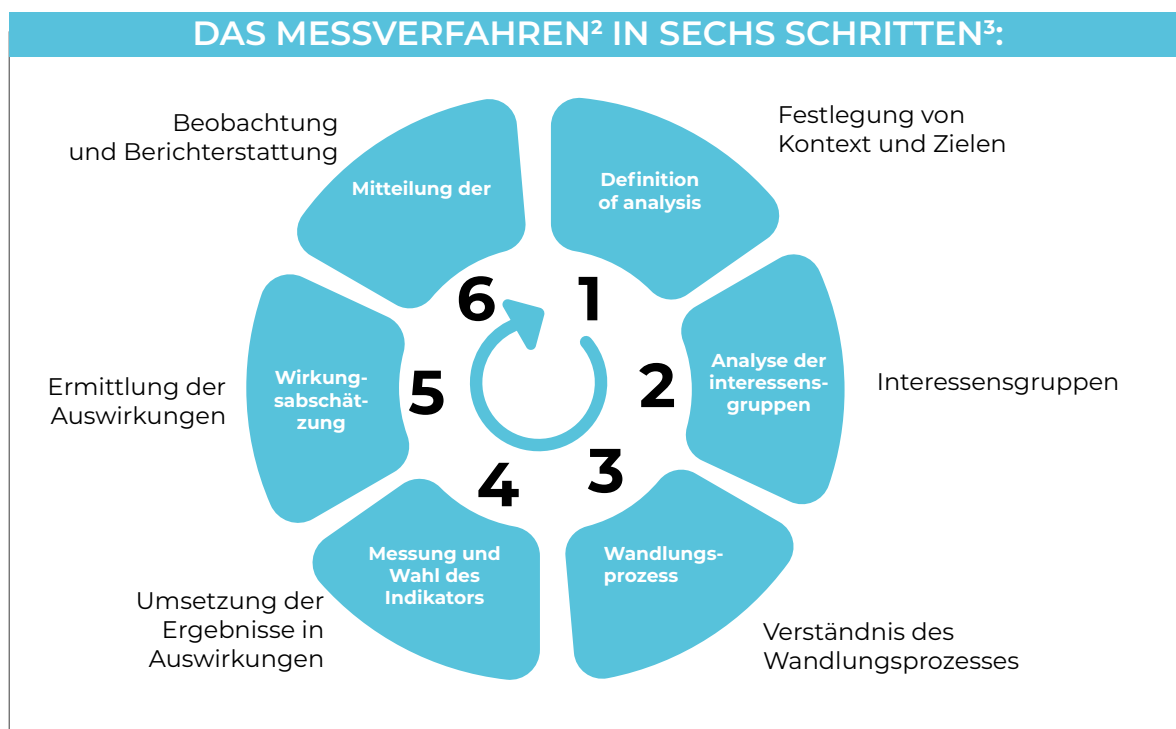 DAS MESSVERFAHREN² IN SECHS SCHRITTEN³:
Festlegung von
Kontext und Zielen
Definition
of analysis
1
Interessensgruppen
Analyse der
interessens-
gruppen
2
Verständnis des
Wandlungsprozesses
Wandlungs-
prozess
3
Umsetzung der
Ergebnisse in
Auswirkungen
Messung und
Wahl des
Indikators
4
Ermittlung der
Auswirkungen
Wirkung-
sabschät-
zung
5
Beobachtung
und Berichterstattung
Mitteilung der
6